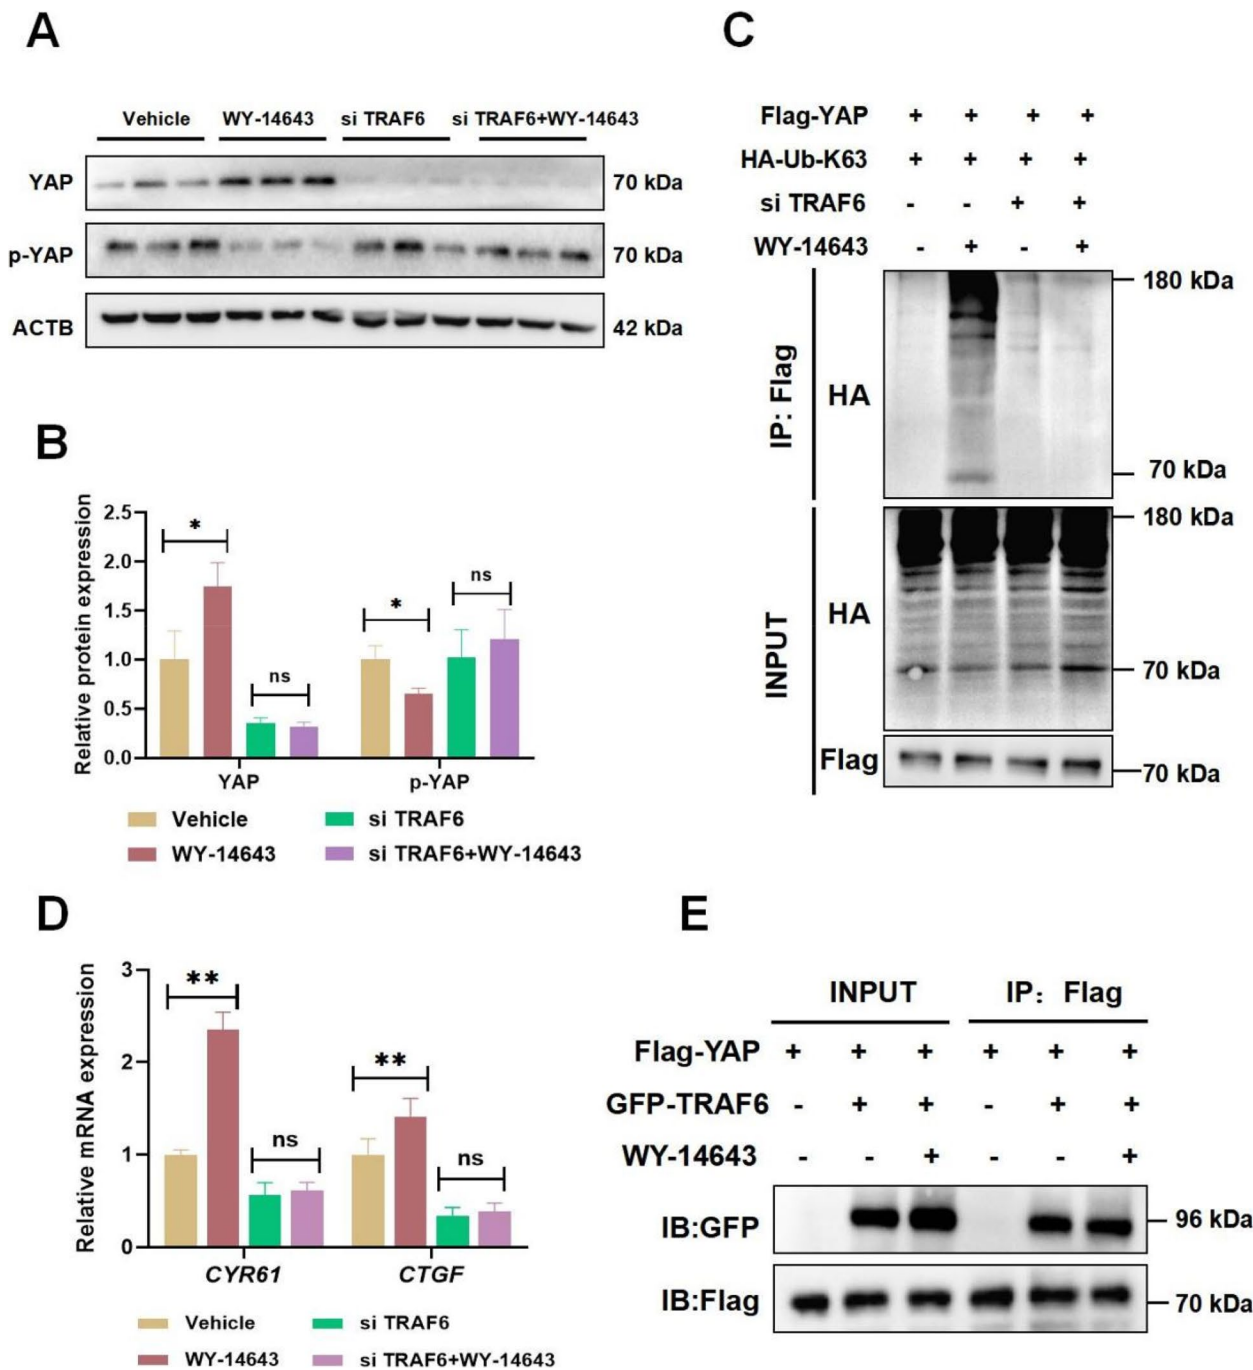 A
Vehicle WY-14643 si TRAF6 si TRAF6+WY-14643
YAP 70 kDa
p-YAP 70 kDa
ACTB 42 kDa
B
Relative protein expression
2.5
2.0
1.5
1.0
0.5
0.0
* ns * ns
YAP p-YAP
Vehicle si TRAF6
WY-14643 si TRAF6+WY-14643
C
Flag-YAP + + + +
HA-Ub-K63 + + + +
si TRAF6 - - + +
WY-14643 - + - +
IP: Flag
HA
180 kDa
70 kDa
INPUT
HA
180 kDa
70 kDa
Flag
70 kDa
D
Relative mRNA expression
3
2
1
0
** ns ** ns
CYR61 CTGF
Vehicle si TRAF6
WY-14643 si TRAF6+WY-14643
E
INPUT IP: Flag
Flag-YAP + + + + + +
GFP-TRAF6 - + + - + +
WY-14643 - - + - - +
IB:GFP 96 kDa
IB:Flag 70 kDa